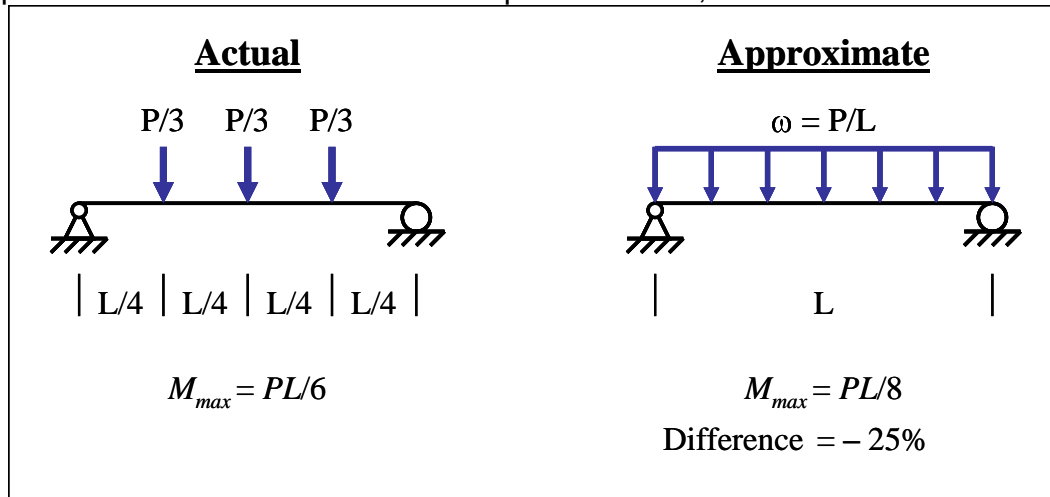 Actual
P/3 P/3 P/3
L/4 L/4 L/4 L/4
M_max = PL/6
Approximate
ω = P/L
L
M_max = PL/8
Difference = – 25%